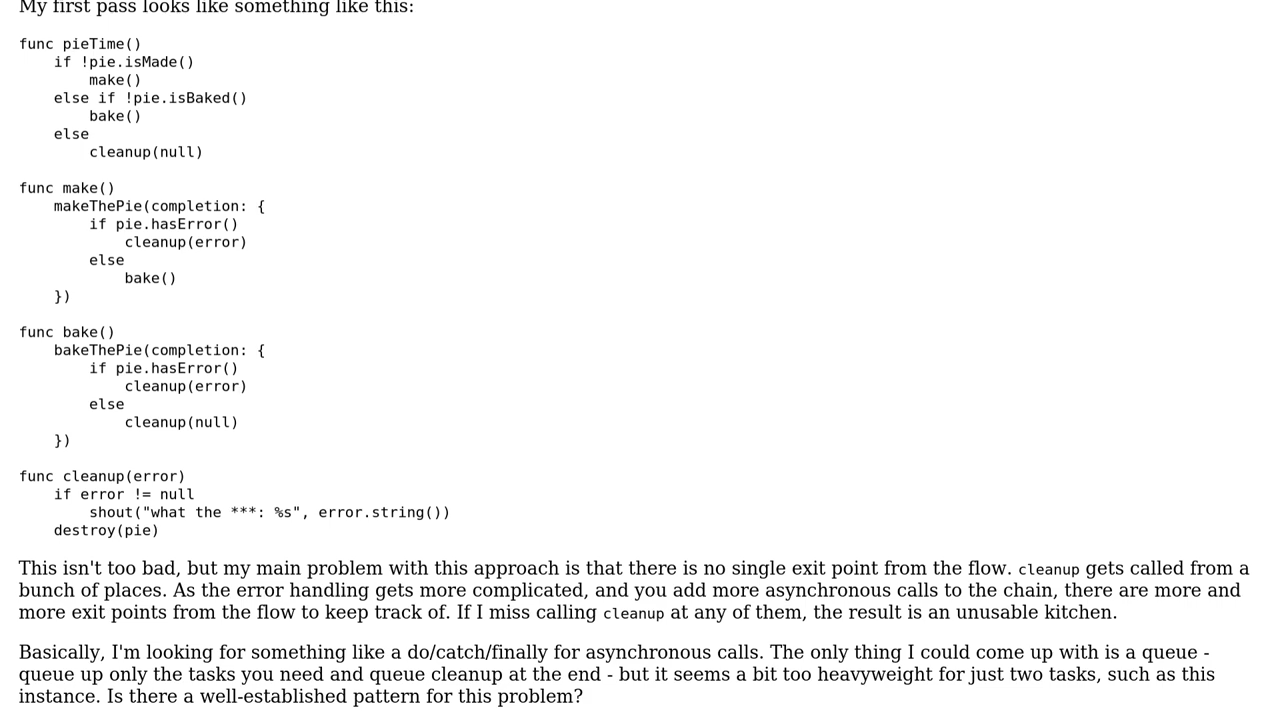 My first pass looks like something like this:
func pieTime()
    if !pie.isMade()
        make()
    else if !pie.isBaked()
        bake()
    else
        cleanup(null)
func make()
    makeThePie(completion: {
        if pie.hasError()
            cleanup(error)
        else
            bake()
    })
func bake()
    bakeThePie(completion: {
        if pie.hasError()
            cleanup(error)
        else
            cleanup(null)
    })
func cleanup(error)
    if error != null
        shout("what the ***: %s", error.string())
    destroy(pie)
This isn't too bad, but my main problem with this approach is that there is no single exit point from the flow. cleanup gets called from a
bunch of places. As the error handling gets more complicated, and you add more asynchronous calls to the chain, there are more and
more exit points from the flow to keep track of. If I miss calling cleanup at any of them, the result is an unusable kitchen.
Basically, I'm looking for something like a do/catch/finally for asynchronous calls. The only thing I could come up with is a queue -
queue up only the tasks you need and queue cleanup at the end - but it seems a bit too heavyweight for just two tasks, such as this
instance. Is there a well-established pattern for this problem?